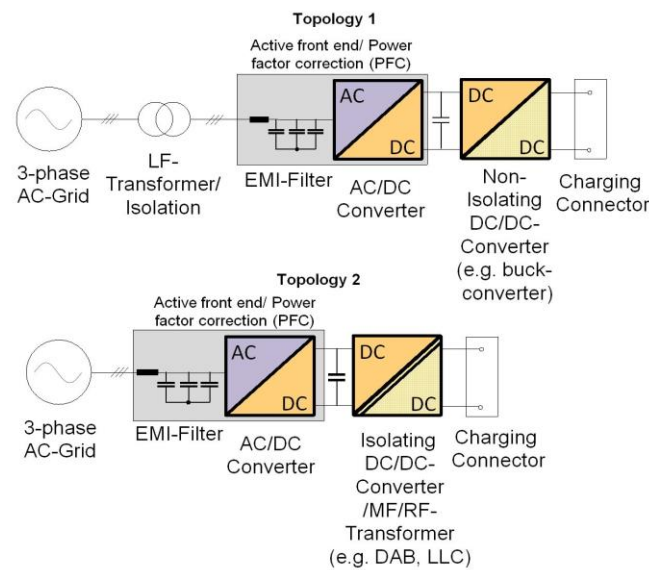 Topology 1
Active front end/ Power
factor correction (PFC)
AC
DC
DC
DC
3-phase
AC-Grid
LF-
Transformer/
Isolation
EMI-Filter
AC/DC
Converter
Non-
Isolating
DC/DC-
Converter
(e.g. buck-
converter)
Charging
Connector
Topology 2
Active front end/ Power
factor correction (PFC)
AC
DC
DC
DC
3-phase
AC-Grid
EMI-Filter
AC/DC
Converter
Isolating
DC/DC-
Converter
/MF/RF-
Transformer
(e.g. DAB, LLC)
Charging
Connector